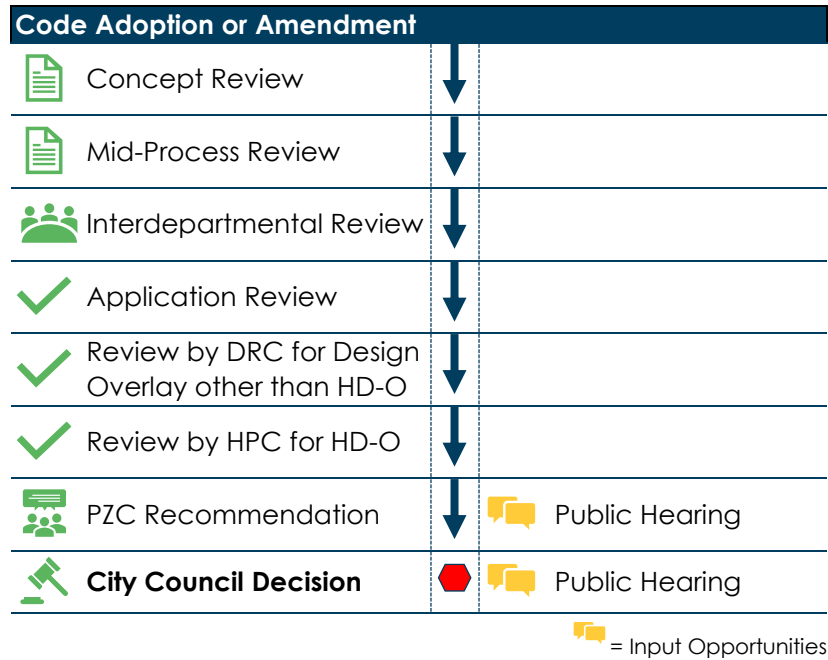 Code Adoption or Amendment
Concept Review
Mid-Process Review
Interdepartmental Review
Application Review
Review by DRC for Design
Overlay other than HD-O
Review by HPC for HD-O
PZC Recommendation
Public Hearing
City Council Decision
Public Hearing
= Input Opportunities